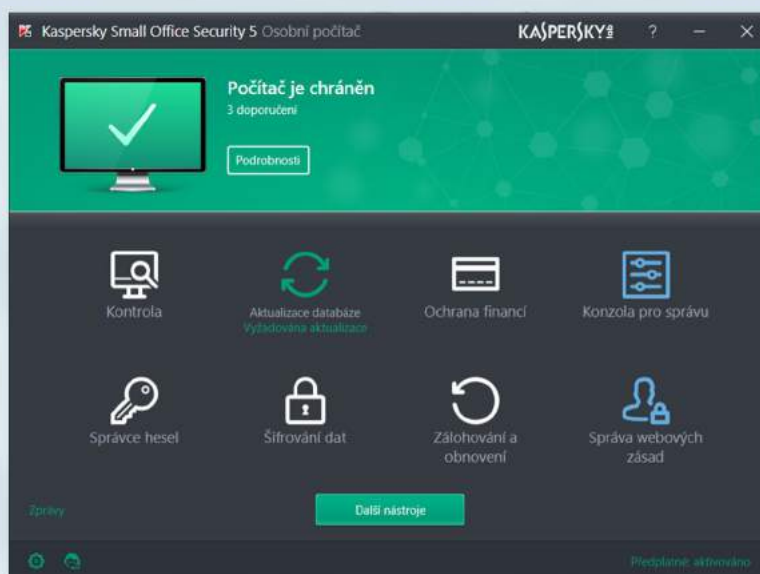 Kaspersky Small Office Security 5 Osobní počítač
KASPERSKY lab
?
Počítač je chráněn
3 doporučení
Podrobnosti
Kontrola
Aktualizace databáze
Vyžadována aktualizace
Ochrana financí
Konzola pro správu
Správce hesel
Šifrování dat
Zálohování a
obnovení
Správa webových
zásad
Zprávy
Další nástroje
Předplatné: aktivováno